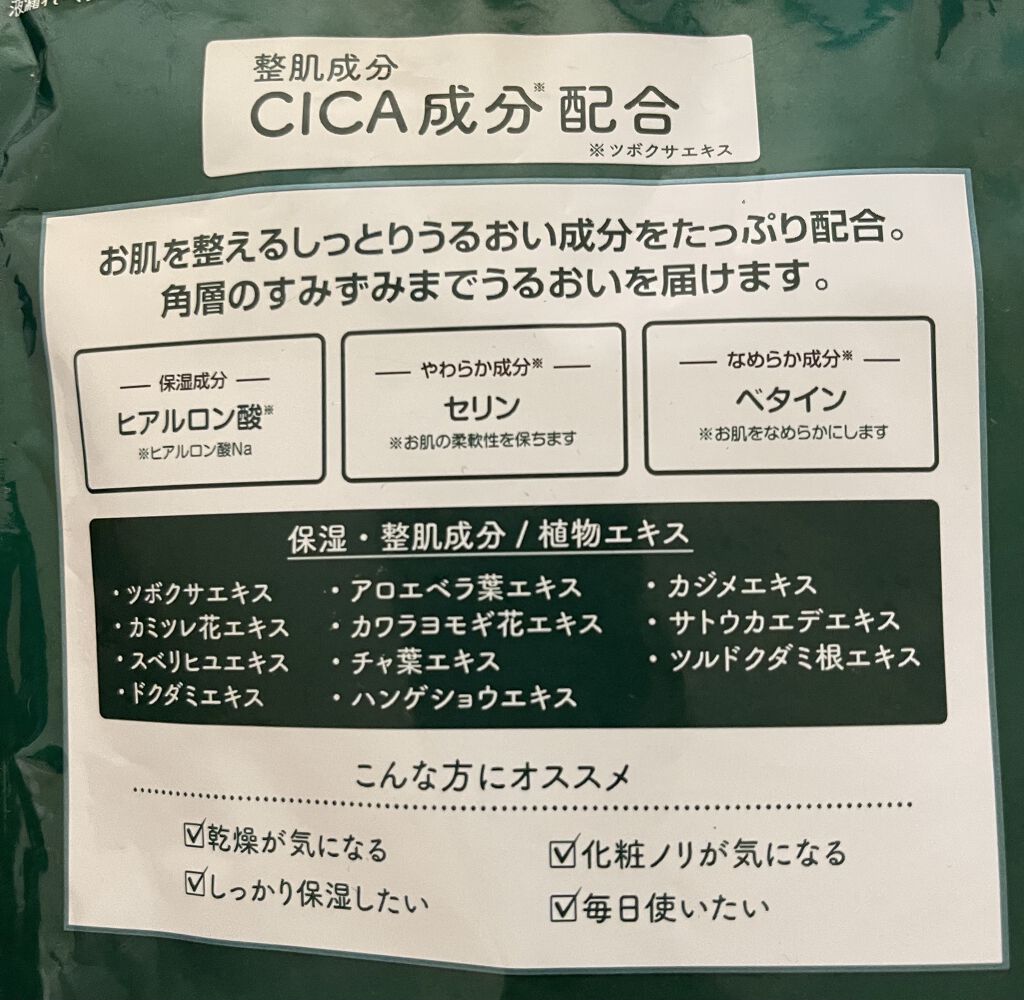 整肌成分
CICA成分※配合
※ツボクサエキス
お肌を整えるしっとりうるおい成分をたっぷり配合。
角層のすみずみまでうるおいを届けます。
保湿成分
ヒアルロン酸※
※ヒアルロン酸Na
やわらか成分※
セリン
※お肌の柔軟性を保ちます
なめらか成分※
ベタイン
※お肌をなめらかにします
保湿・整肌成分/植物エキス
・ツボクサエキス
・カミツレ花エキス
・スベリヒユエキス
・ドクダミエキス
・アロエベラ葉エキス
・カワラヨモギ花エキス
・チャ葉エキス
・ハンゲショウエキス
・カジメエキス
・サトウカエデエキス
・ツルドクダミ根エキス
こんな方にオススメ
☑乾燥が気になる
☑しっかり保湿したい
☑化粧ノリが気になる
☑毎日使いたい